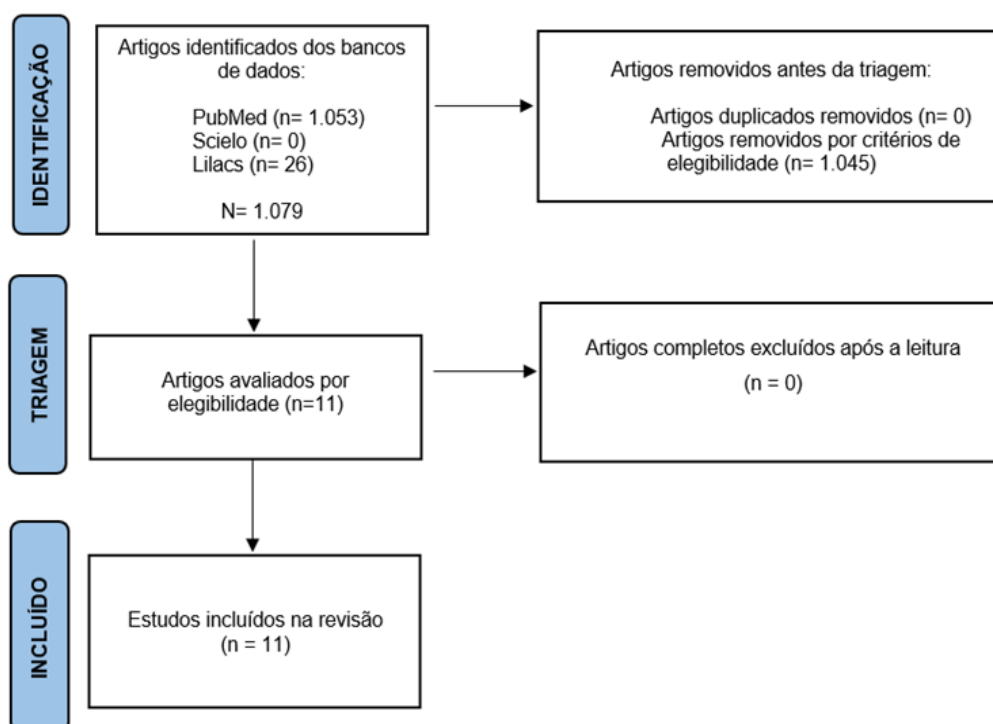 IDENTIFICAÇÃO
Artigos identificados dos bancos
de dados:
PubMed (n= 1.053)
Scielo (n= 0)
Lilacs (n= 26)
N= 1.079
Artigos removidos antes da triagem:
Artigos duplicados removidos (n= 0)
Artigos removidos por critérios de
elegibilidade (n= 1.045)
TRIAGEM
Artigos avaliados por
elegibilidade (n=11)
Artigos completos excluídos após a leitura
(n = 0)
INCLUÍDO
Estudos incluídos na revisão
(n = 11)